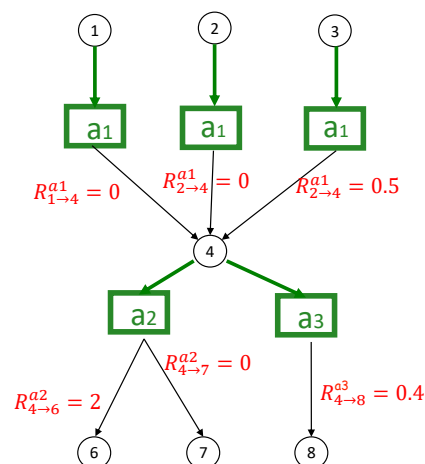 1 2 3
a1 a1 a1
R^{a1}_{1→4} = 0 R^{a1}_{2→4} = 0 R^{a1}_{2→4} = 0.5
4
a2 a3
R^{a2}_{4→6} = 2 R^{a2}_{4→7} = 0 R^{a3}_{4→8} = 0.4
6 7 8